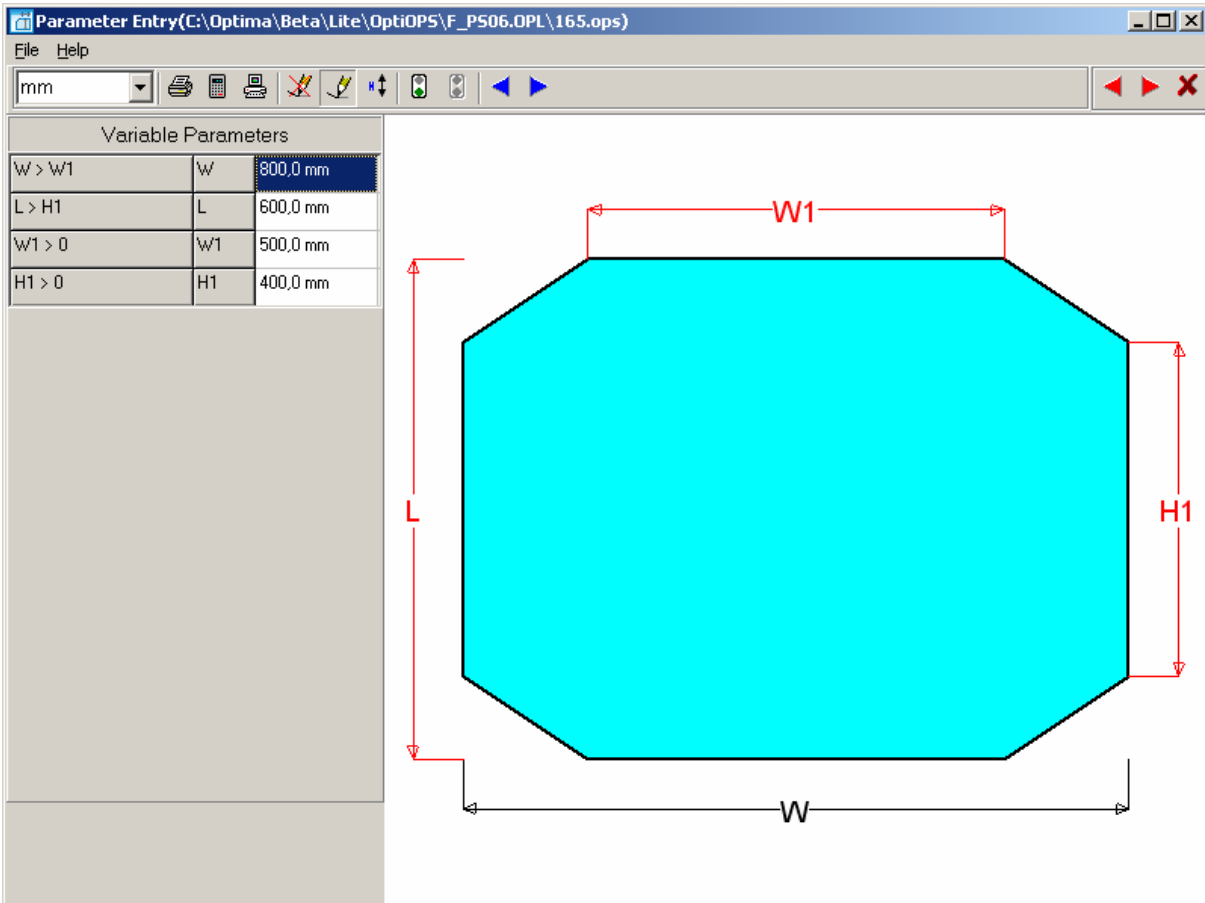 Parameter Entry(C:\Optima\Beta\Lite\OptiOPS\F_PS06.OPL\165.ops)
File Help
mm
Variable Parameters
W > W1 W 800,0 mm
L > H1 L 600,0 mm
W1 > 0 W1 500,0 mm
H1 > 0 H1 400,0 mm
W1
L
H1
W